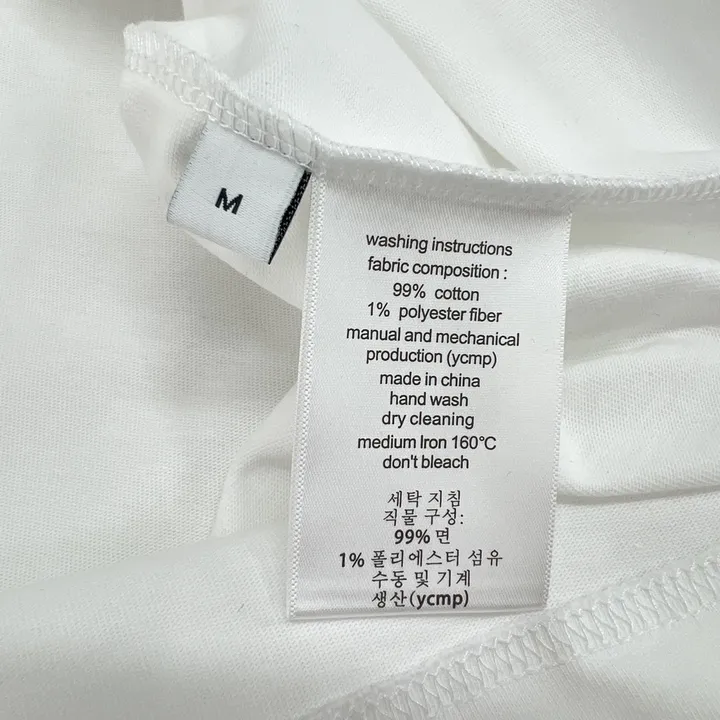 M
washing instructions
fabric composition :
99% cotton
1% polyester fiber
manual and mechanical
production (ycmp)
made in china
hand wash
dry cleaning
medium Iron 160°C
don't bleach
세탁 지침
직물 구성:
99% 면
1% 폴리에스터 섬유
수동 및 기계
생산(ycmp)